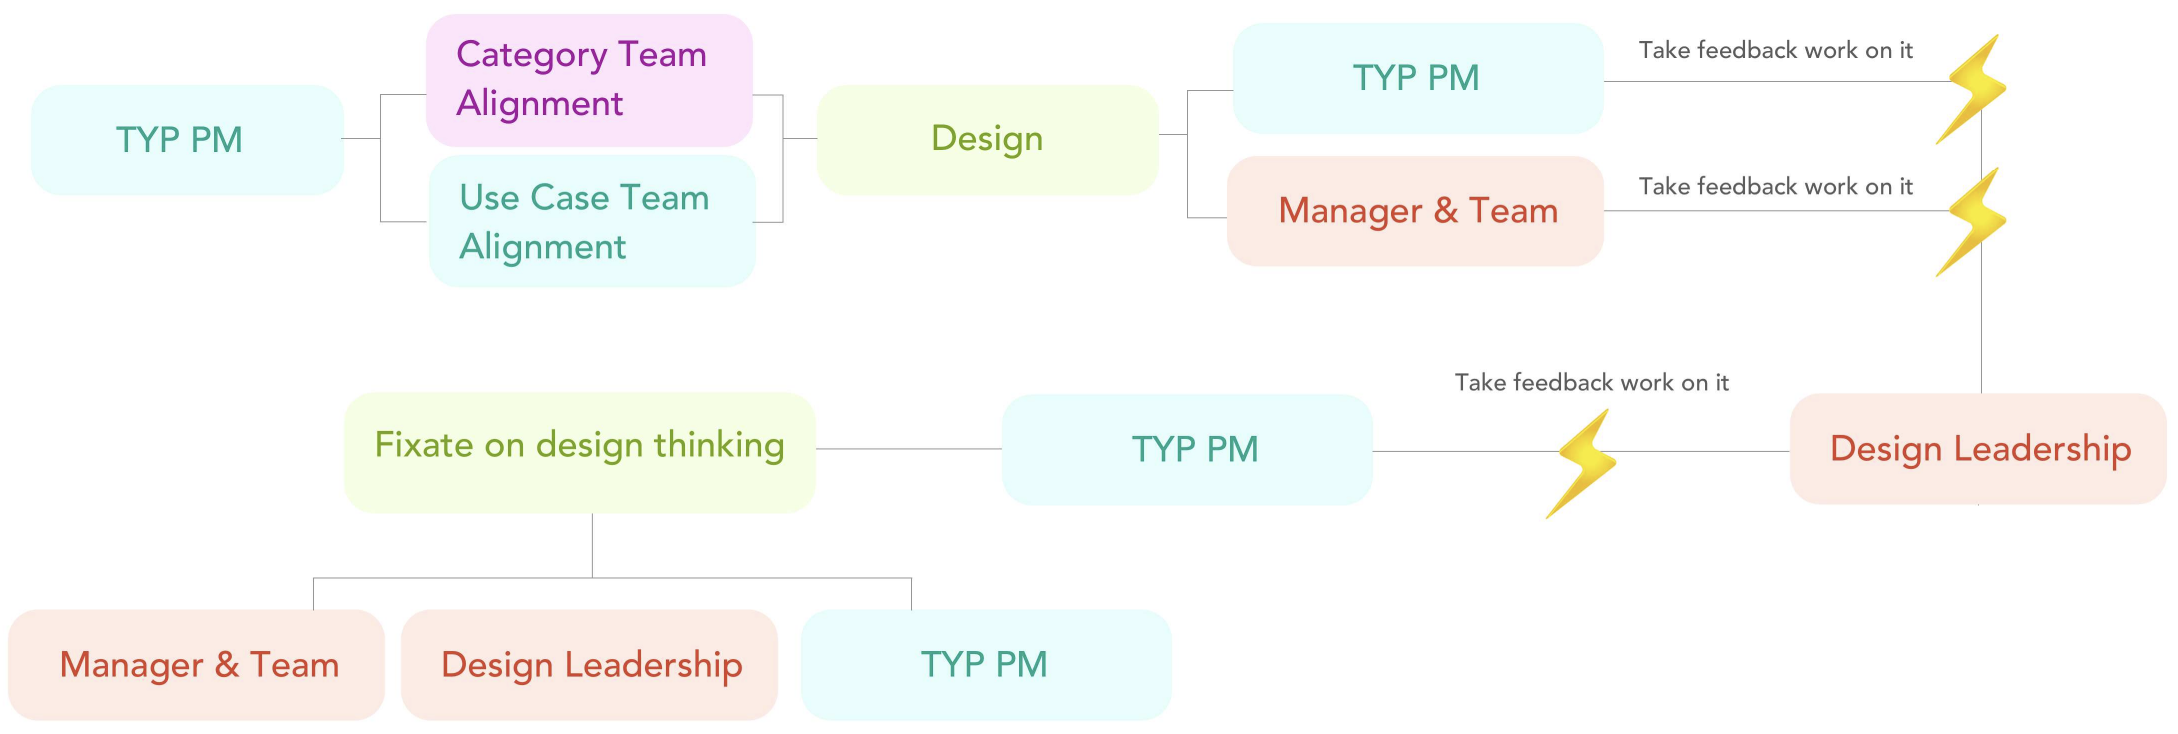 Category Team
Alignment
TYP PM
Use Case Team
Alignment
Design
TYP PM
Take feedback work on it
Manager & Team
Take feedback work on it
Fixate on design thinking
TYP PM
Take feedback work on it
Design Leadership
Manager & Team
Design Leadership
TYP PM